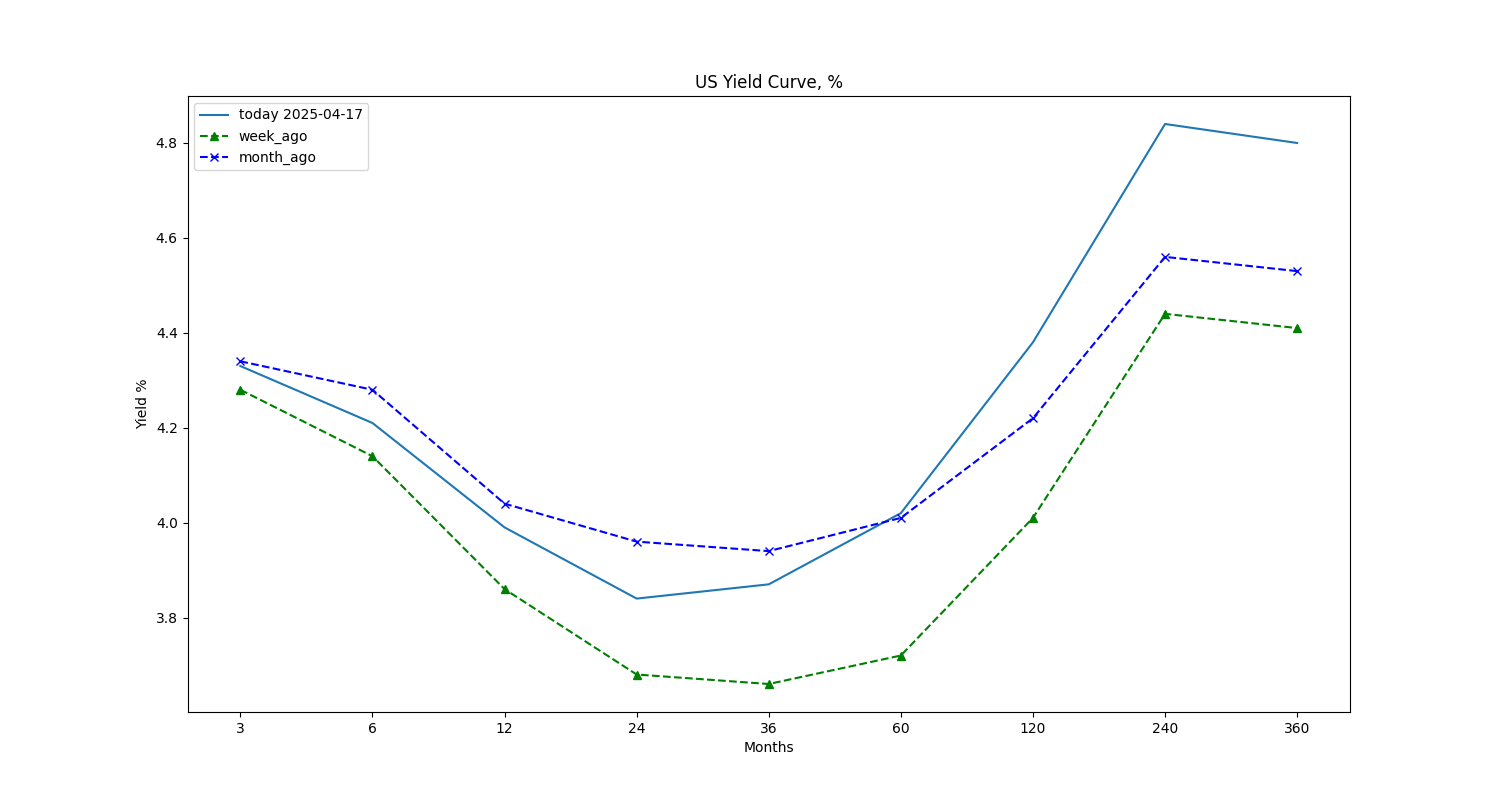 US Yield Curve, %
today 2025-04-17
week_ago
month_ago
4.8
4.6
4.4
4.2
4.0
3.8
Yield %
3 6 12 24 36 60 120 240 360
Months